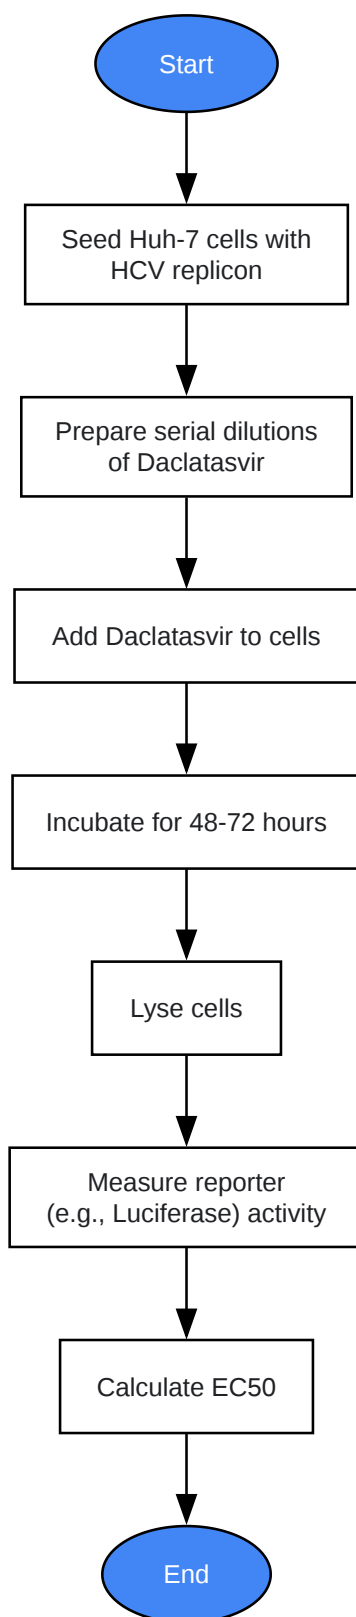 Start
Seed Huh-7 cells with
HCV replicon
Prepare serial dilutions
of Daclatasvir
Add Daclatasvir to cells
Incubate for 48-72 hours
Lyse cells
Measure reporter
(e.g., Luciferase) activity
Calculate EC50
End